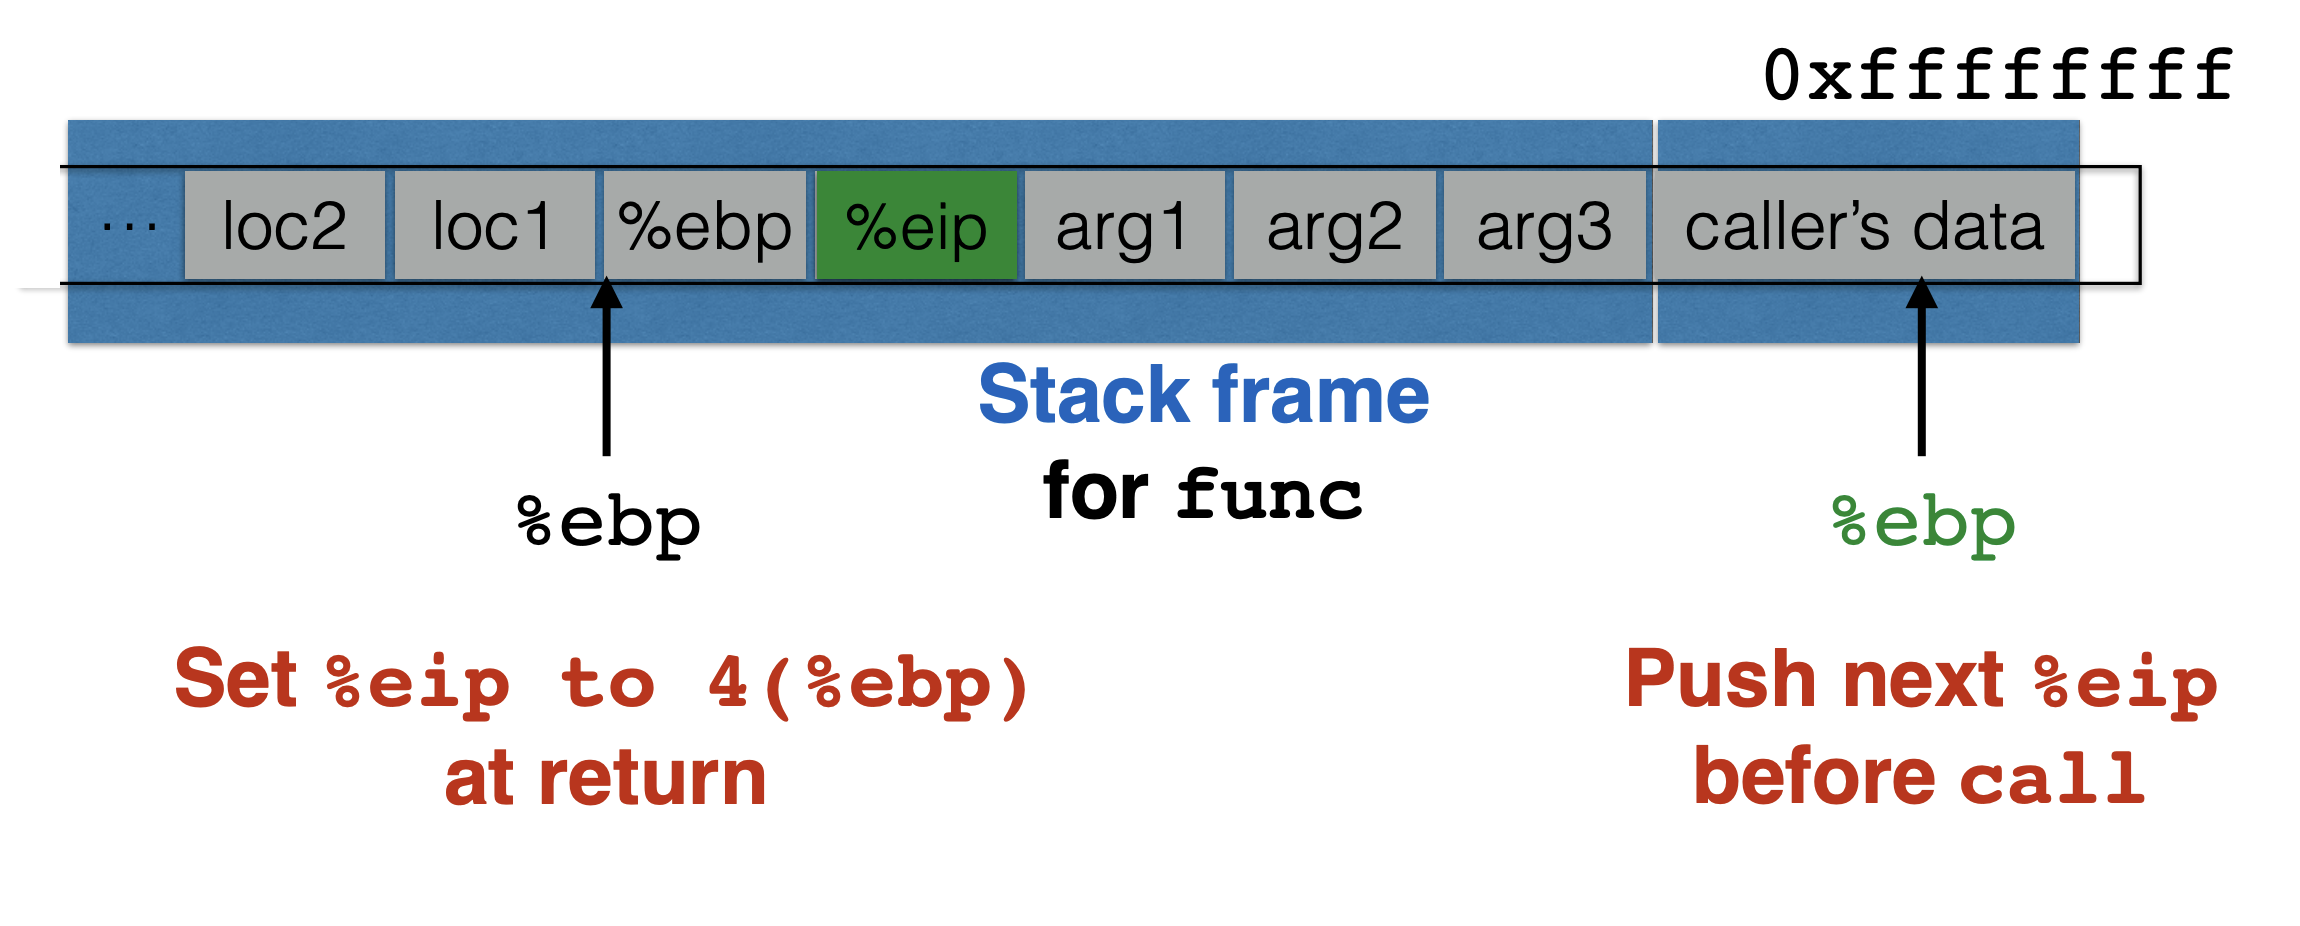 0xffffffff
... loc2 loc1 %ebp %eip arg1 arg2 arg3 caller's data
Stack frame
for func
%ebp
%ebp
Set %eip to 4(%ebp)
at return
Push next %eip
before call